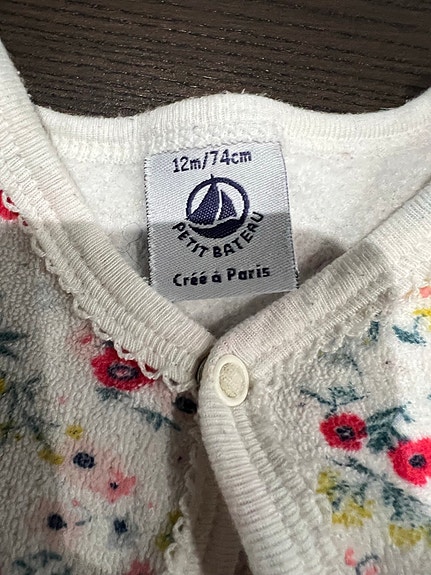 12m/74cm
PETIT BATEAU
Créé à Paris